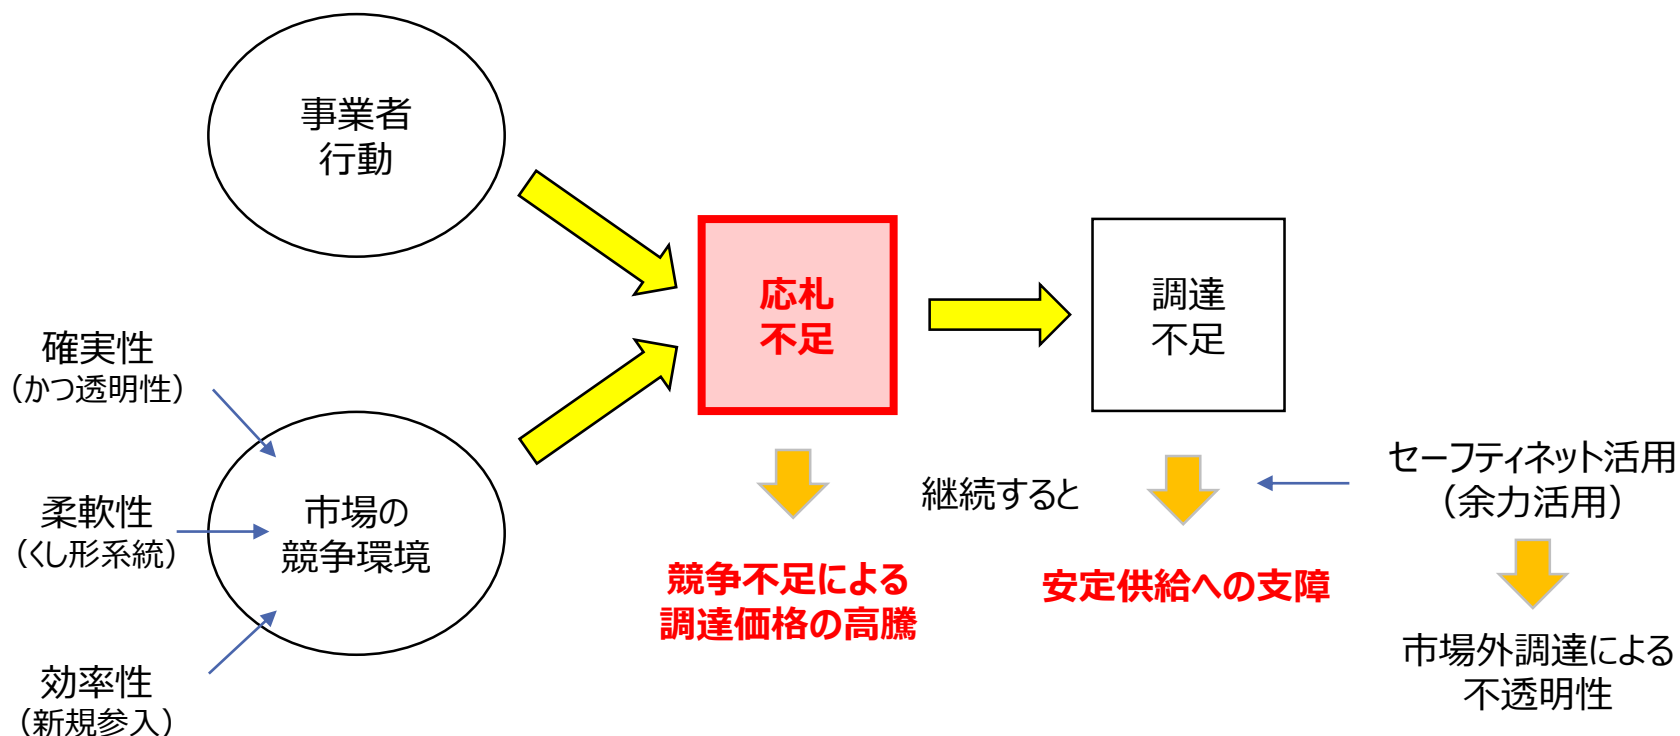 事業者
行動
応札
不足
調達
不足
確実性
（かつ透明性）
柔軟性
（くし形系統）
効率性
（新規参入）
市場の
競争環境
競争不足による
調達価格の高騰
継続すると
安定供給への支障
セーフティネット活用
（余力活用）
市場外調達による
不透明性